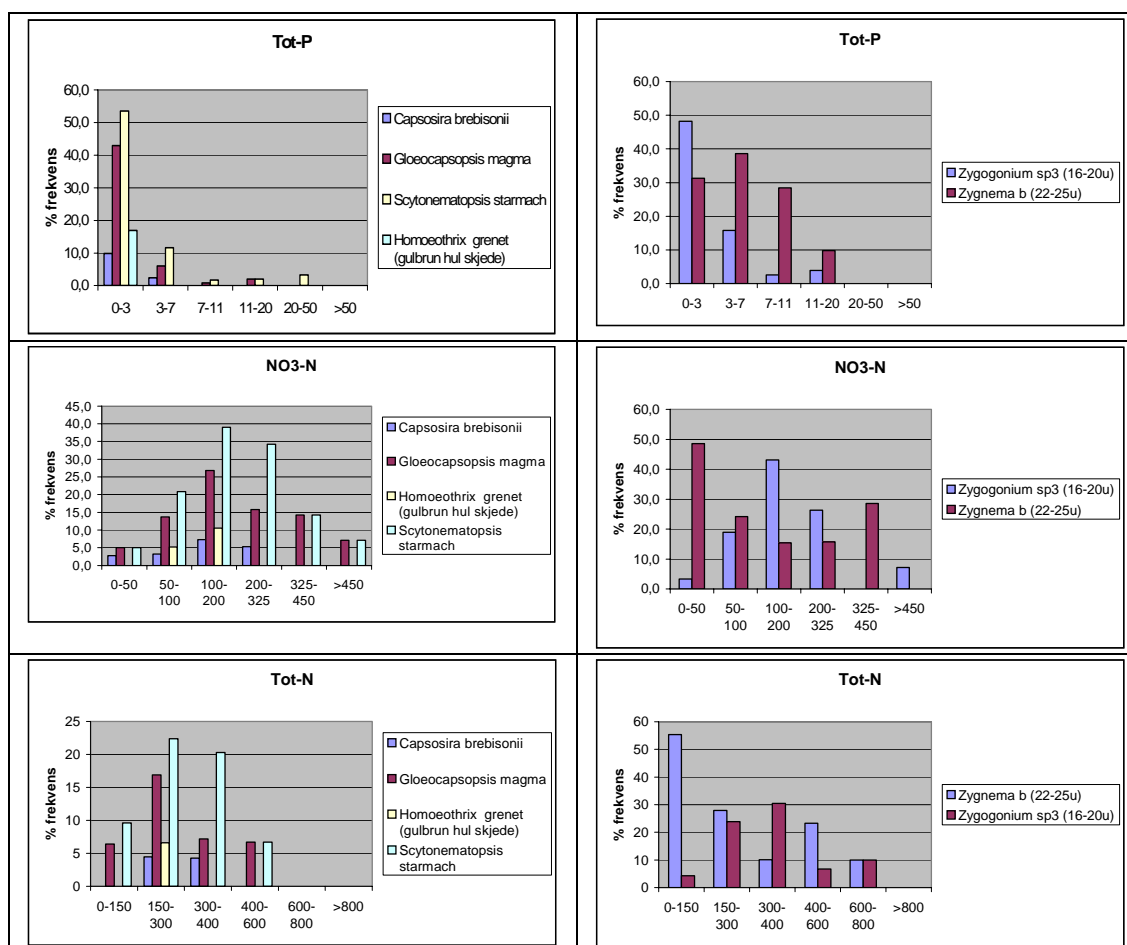 Tot-P
60,0
50,0
40,0
30,0
20,0
10,0
0,0
% frekvens
0-3 3-7 7-11 11-20 20-50 >50
Capsosira brebisonii
Gloeocapsopsis magma
Scytonematopsis starmach
Homoeothrix grenet
(gulbrun hul skjede)
Tot-P
60,0
50,0
40,0
30,0
20,0
10,0
0,0
% frekvens
0-3 3-7 7-11 11-20 20-50 >50
Zygogonium sp3 (16-20u)
Zygnema b (22-25u)
NO3-N
45,0
40,0
35,0
30,0
25,0
20,0
15,0
10,0
5,0
0,0
% frekvens
0-50 50- 100- 200- 325- >450
100 200 325 450
Capsosira brebisonii
Gloeocapsopsis magma
Homoeothrix grenet
(gulbrun hul skjede)
Scytonematopsis
starmach
NO3-N
60,0
50,0
40,0
30,0
20,0
10,0
0,0
% frekvens
0-50 50- 100- 200- 325- >450
100 200 325 450
Zygogonium sp3 (16-20u)
Zygnema b (22-25u)
Tot-N
25
20
15
10
5
0
% frekvens
0-150 150- 300- 400- 600- >800
300 400 600 800
Capsosira brebisonii
Gloeocapsopsis magma
Homoeothrix grenet
(gulbrun hul skjede)
Scytonematopsis
starmach
Tot-N
60
50
40
30
20
10
0
% frekvens
0-150 150- 300- 400- 600- >800
300 400 600 800
Zygnema b (22-25u)
Zygogonium sp3 (16-20u)